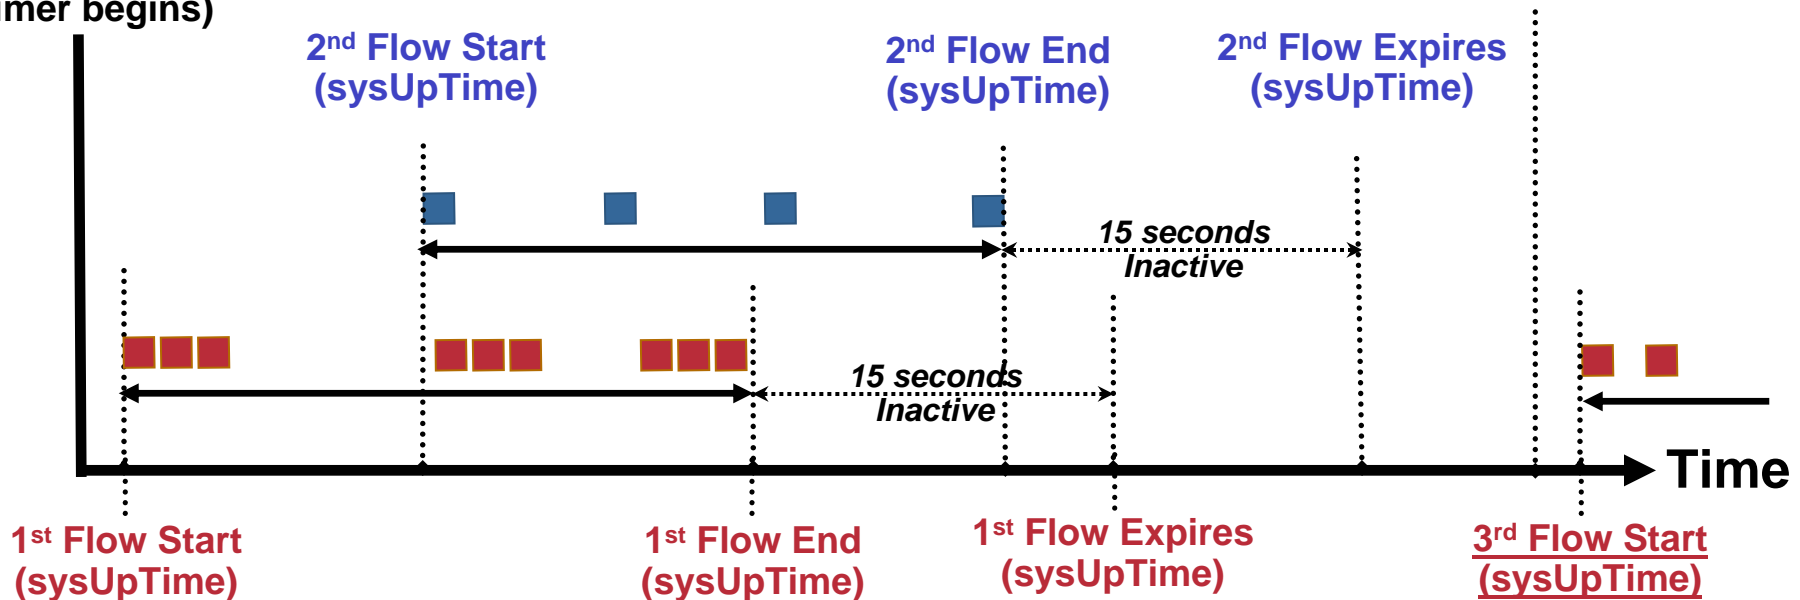 imer begins)
2nd Flow Start
(sysUpTime)
2nd Flow End
(sysUpTime)
2nd Flow Expires
(sysUpTime)
15 seconds
Inactive
15 seconds
Inactive
Time
1st Flow Start
(sysUpTime)
1st Flow End
(sysUpTime)
1st Flow Expires
(sysUpTime)
3rd Flow Start
(sysUpTime)